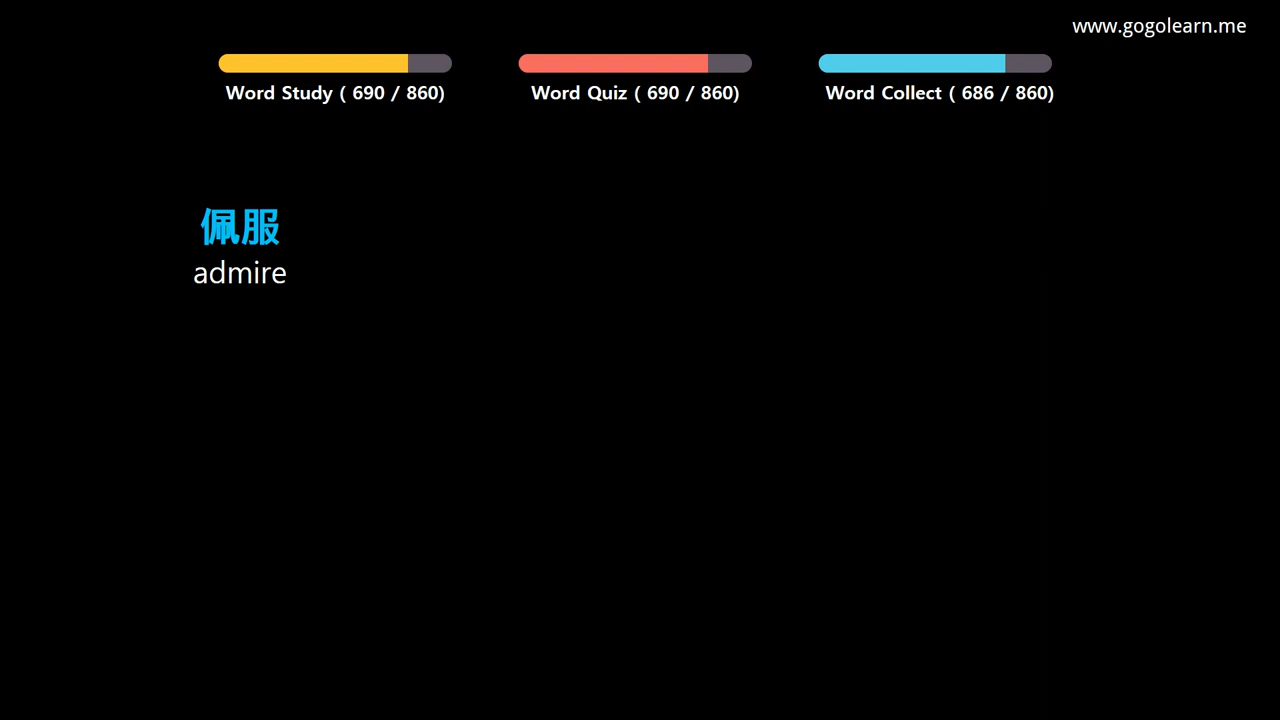 www.gogolearn.me
Word Study ( 690 / 860)
Word Quiz ( 690 / 860)
Word Collect ( 686 / 860)
佩服
admire